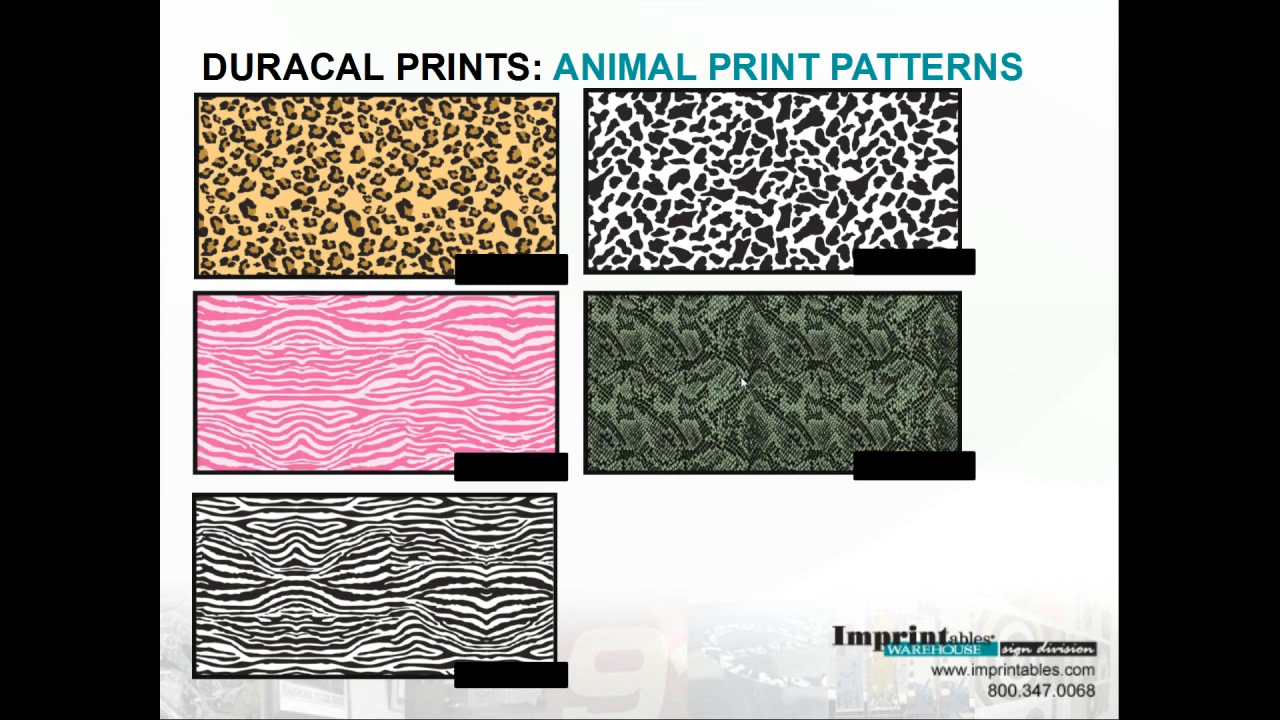 DURACAL PRINTS: ANIMAL PRINT PATTERNS
Imprintables
WAREHOUSE sign division
www.imprintables.com
800.347.0068